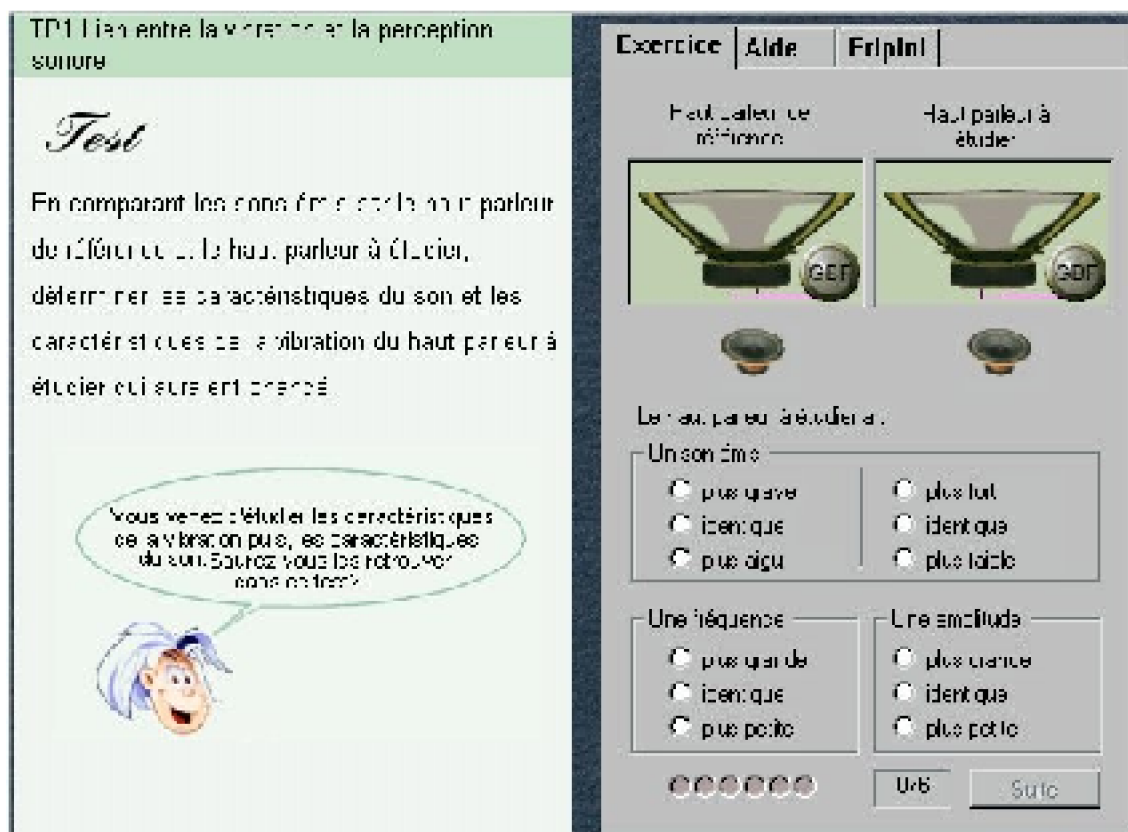 TP1 Lien entre la vibration et la perception
sonore
Test
En comparant les sons émis par le haut parleur
de référence et le haut parleur à étudier,
déterminer les caractéristiques du son et les
caractéristiques de la vibration du haut parleur à
étudier qui auraient changé.
Vous venez d'étudier les caractéristiques
de la vibration puis, les caractéristiques
du son. Saurez vous les retrouver
dans ce test?
Exercice Aide Fripini
Haut parleur de
référence
Haut parleur à
étudier
GBF GBF
Le haut parleur à étudier a :
Un son émis
plus grave plus fort
identique identique
plus aigu plus faible
Une fréquence Une amplitude
plus grande plus grande
identique identique
plus petite plus petite
0/6 Suite